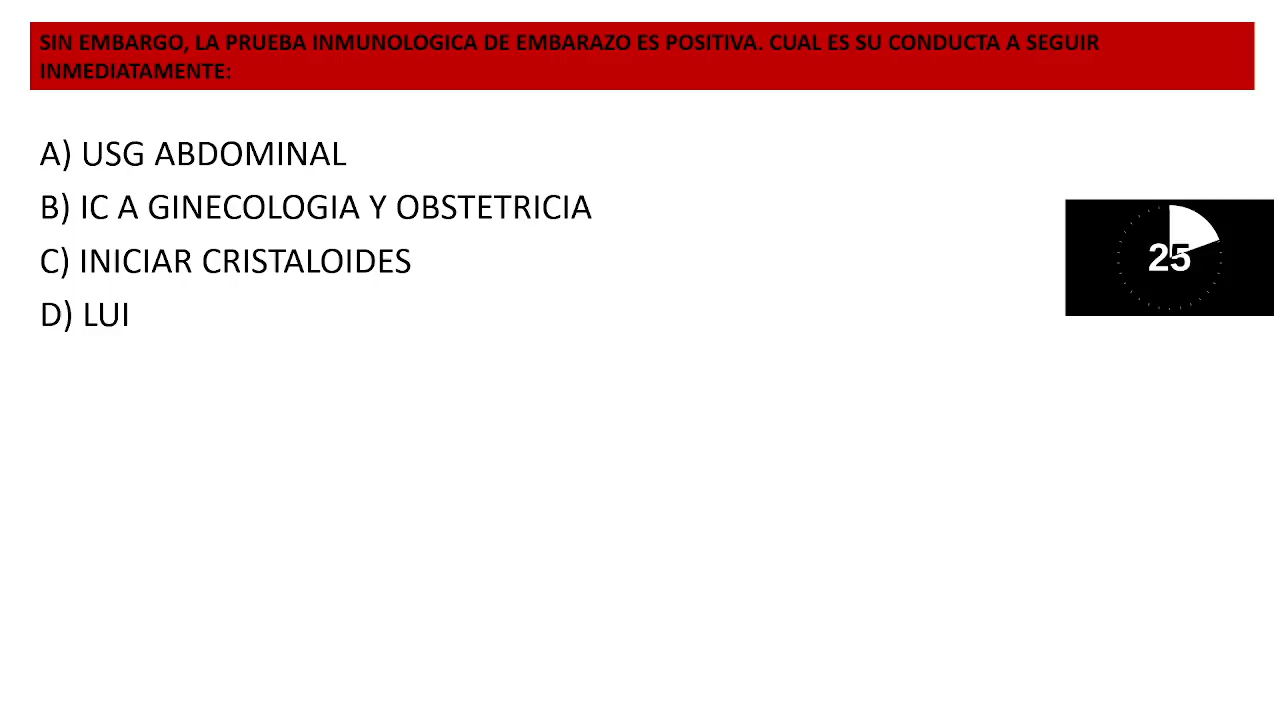 SIN EMBARGO, LA PRUEBA INMUNOLOGICA DE EMBARAZO ES POSITIVA. CUAL ES SU CONDUCTA A SEGUIR
INMEDIATAMENTE:
A) USG ABDOMINAL
B) IC A GINECOLOGIA Y OBSTETRICIA
C) INICIAR CRISTALOIDES
D) LUI
25